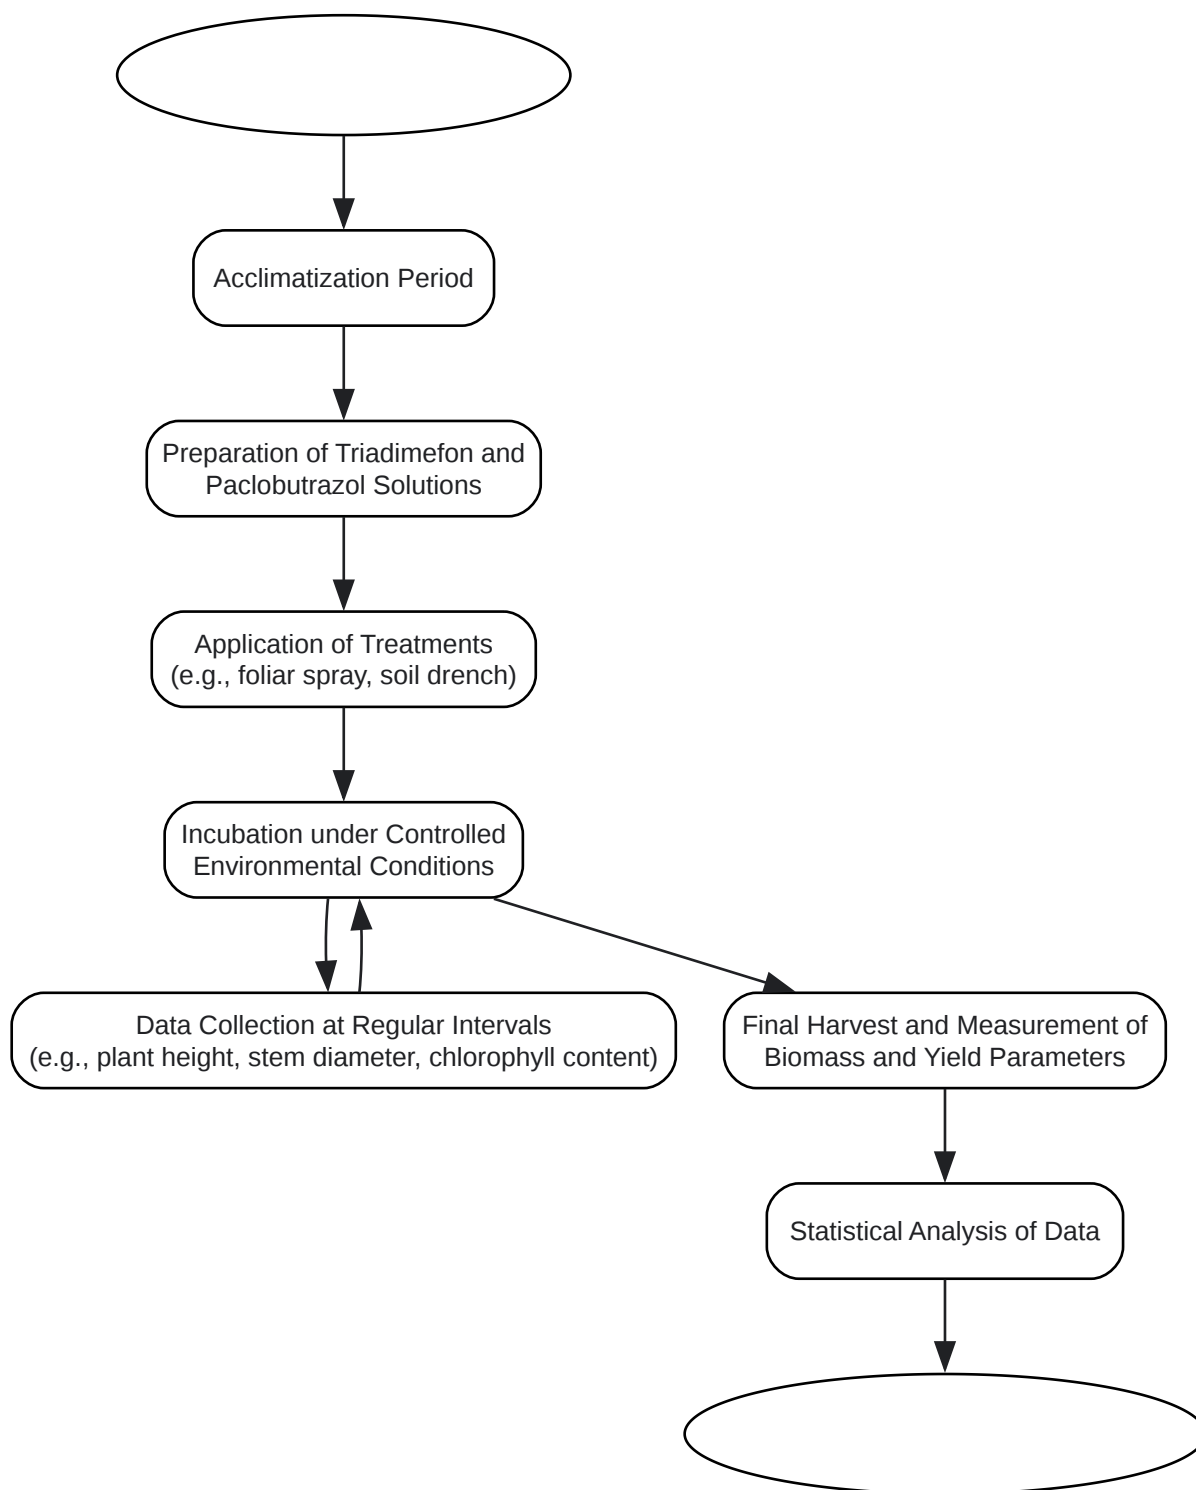 Acclimatization Period
Preparation of Triadimefon and
Paclobutrazol Solutions
Application of Treatments
(e.g., foliar spray, soil drench)
Incubation under Controlled
Environmental Conditions
Data Collection at Regular Intervals
(e.g., plant height, stem diameter, chlorophyll content)
Final Harvest and Measurement of
Biomass and Yield Parameters
Statistical Analysis of Data